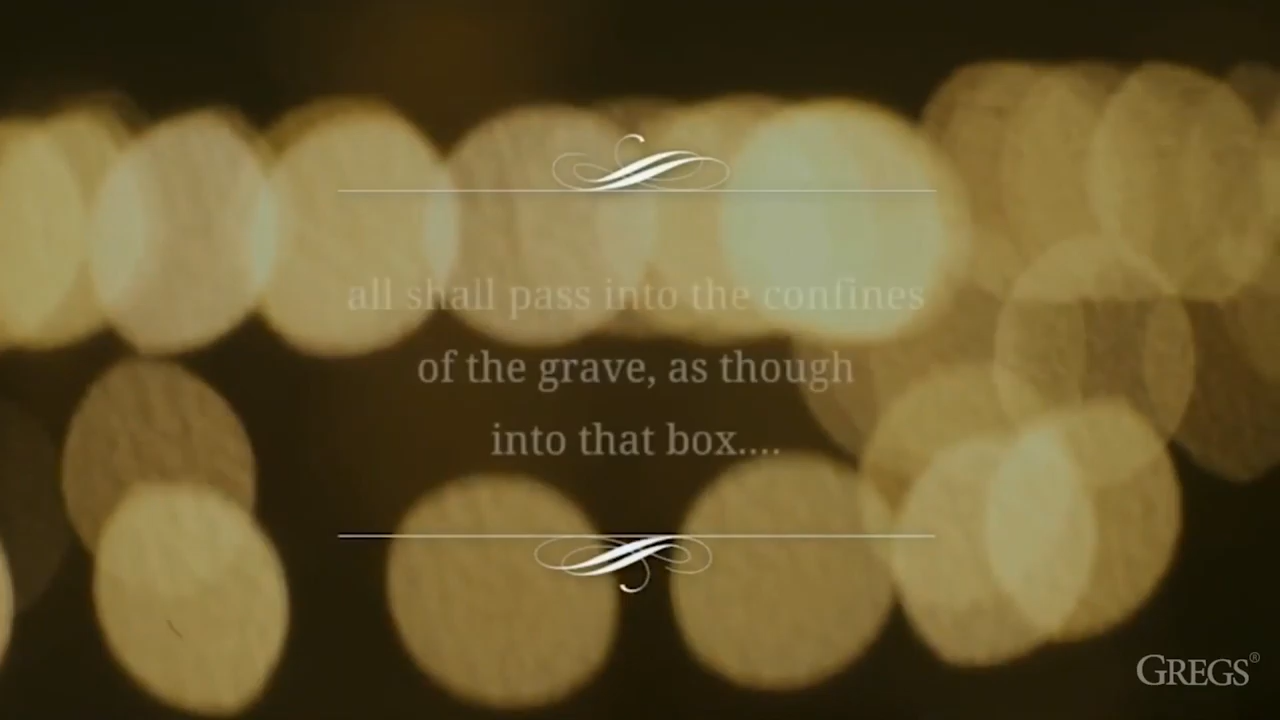 all shall pass into the confines
of the grave, as though
into that box....
GREGS®